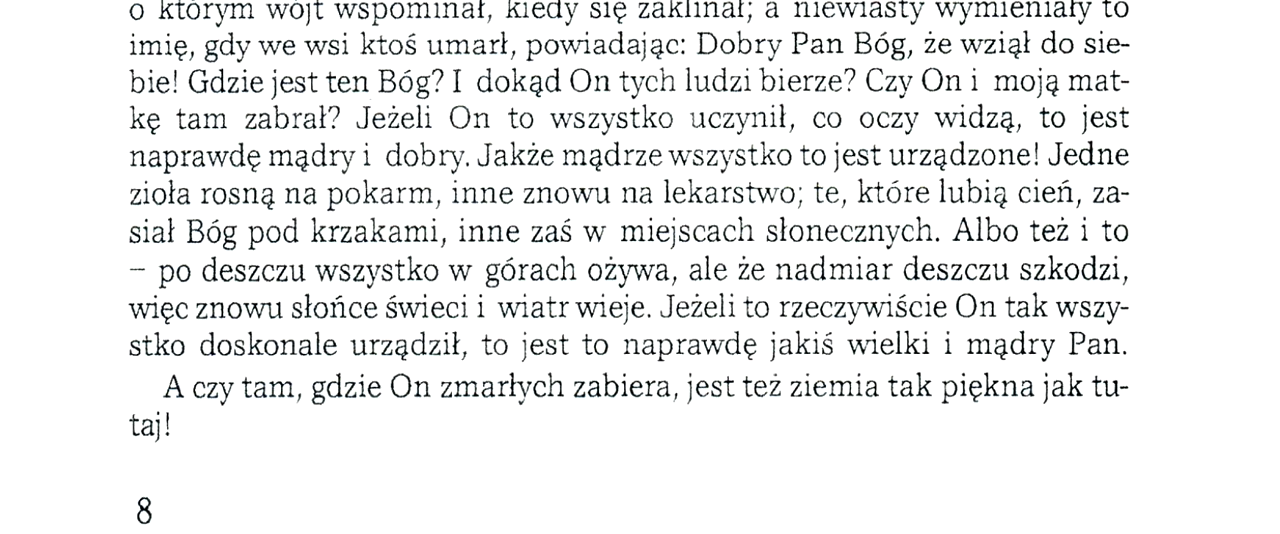 o którym wójt wspominał, kiedy się zaklinał; a niewiasty wymieniały to
imię, gdy we wsi ktoś umarł, powiadając: Dobry Pan Bóg, że wziął do sie-
bie! Gdzie jest ten Bóg? I dokąd On tych ludzi bierze? Czy On i moją mat-
kę tam zabrał? Jeżeli On to wszystko uczynił, co oczy widzą, to jest
naprawdę mądry i dobry. Jakże mądrze wszystko to jest urządzone! Jedne
zioła rosną na pokarm, inne znowu na lekarstwo; te, które lubią cień, za-
siał Bóg pod krzakami, inne zaś w miejscach słonecznych. Albo też i to
– po deszczu wszystko w górach ożywa, ale że nadmiar deszczu szkodzi,
więc znowu słońce świeci i wiatr wieje. Jeżeli to rzeczywiście On tak wszy-
stko doskonale urządził, to jest to naprawdę jakiś wielki i mądry Pan.
A czy tam, gdzie On zmarłych zabiera, jest też ziemia tak piękna jak tu-
taj!
8